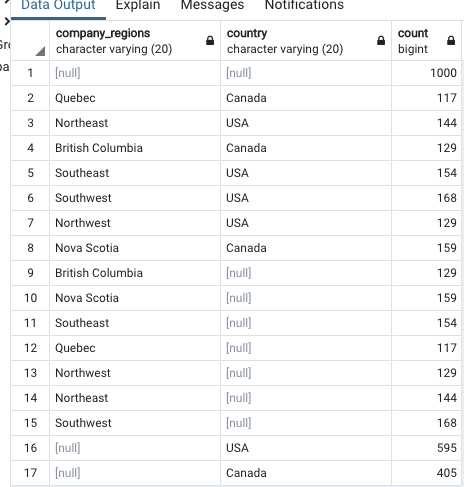 Data Output Explain Messages Notifications
company_regions country count
character varying (20) character varying (20) bigint
1 [null] [null] 1000
2 Quebec Canada 117
3 Northeast USA 144
4 British Columbia Canada 129
5 Southeast USA 154
6 Southwest USA 168
7 Northwest USA 129
8 Nova Scotia Canada 159
9 British Columbia [null] 129
10 Nova Scotia [null] 159
11 Southeast [null] 154
12 Quebec [null] 117
13 Northwest [null] 129
14 Northeast [null] 144
15 Southwest [null] 168
16 [null] USA 595
17 [null] Canada 405